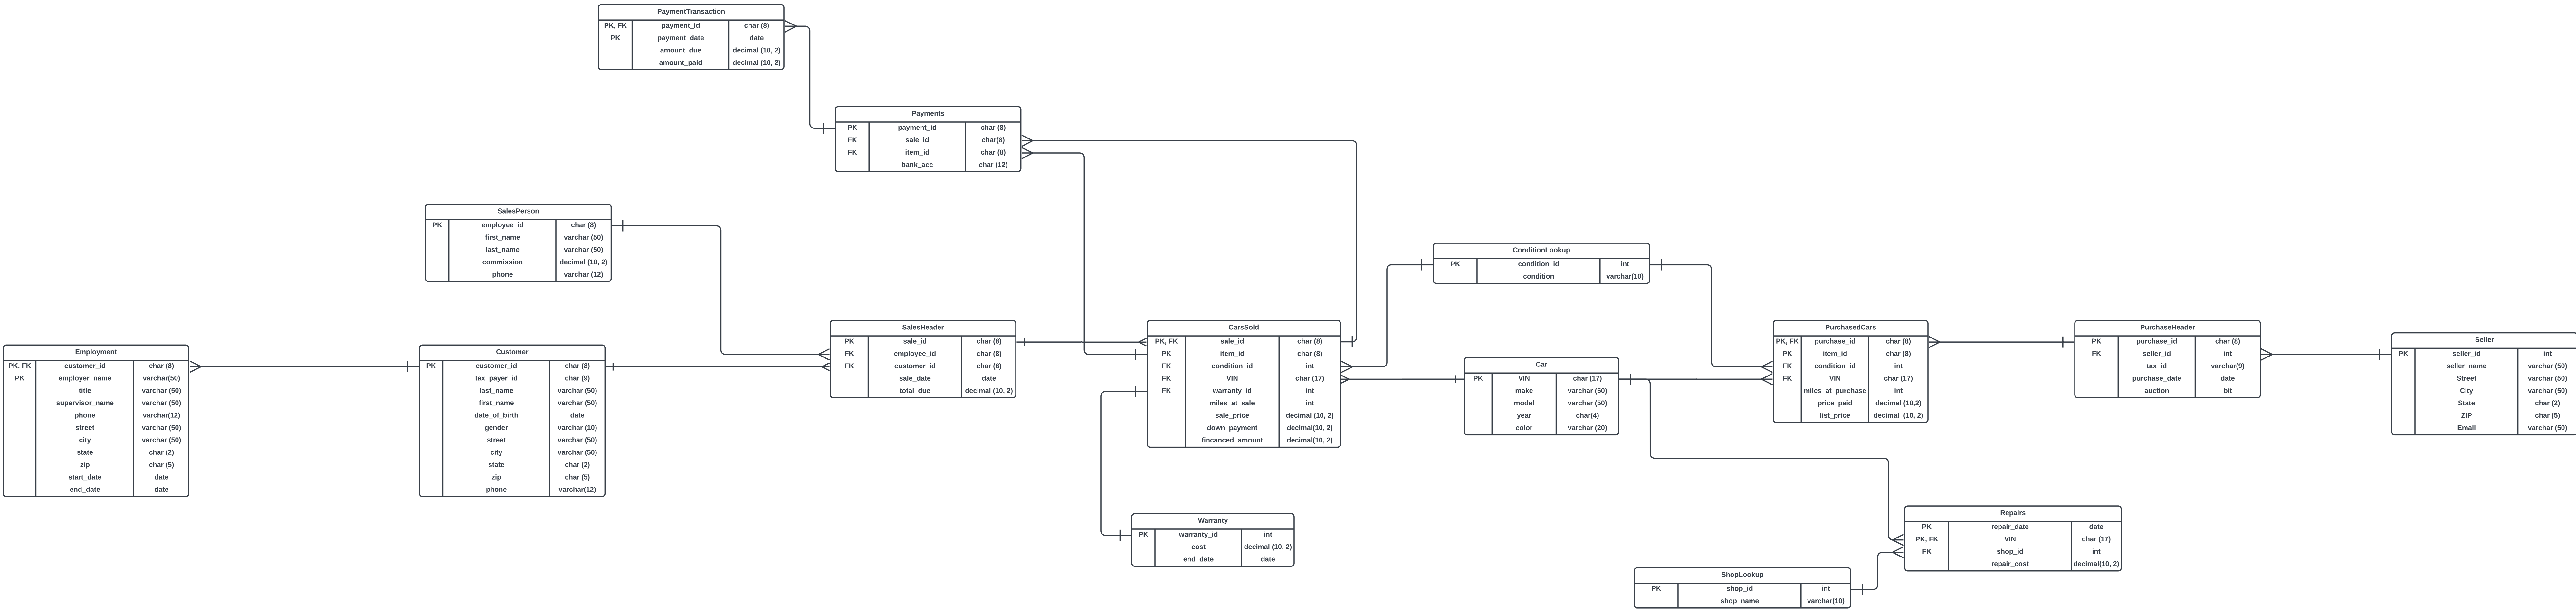 PaymentTransaction
PK, FK payment_id char (8)
PK payment_date date
amount_due decimal (10, 2)
amount_paid decimal (10, 2)
Payments
PK payment_id char (8)
FK sale_id char(8)
FK item_id char (8)
bank_acc char (12)
SalesPerson
PK employee_id char (8)
first_name varchar (50)
last_name varchar (50)
commission decimal (10, 2)
phone varchar (12)
ConditionLookup
PK condition_id int
condition varchar(10)
Employment
PK, FK customer_id char (8)
PK employer_name varchar(50)
title varchar (50)
supervisor_name varchar (50)
phone varchar(12)
street varchar (50)
city varchar (50)
state char (2)
zip char (5)
start_date date
end_date date
Customer
PK customer_id char (8)
tax_payer_id char (9)
last_name varchar (50)
first_name varchar (50)
date_of_birth date
gender varchar (10)
street varchar (50)
city varchar (50)
state char (2)
zip char (5)
phone varchar(12)
SalesHeader
PK sale_id char (8)
FK employee_id char (8)
FK customer_id char (8)
sale_date date
total_due decimal (10, 2)
CarsSold
PK, FK sale_id char (8)
PK item_id char (8)
FK condition_id int
FK VIN char (17)
FK warranty_id int
miles_at_sale int
sale_price decimal (10, 2)
down_payment decimal(10, 2)
fincanced_amount decimal(10, 2)
Car
PK VIN char (17)
make varchar (50)
model varchar (50)
year char(4)
color varchar (20)
PurchasedCars
PK, FK purchase_id char (8)
PK item_id char (8)
FK condition_id int
FK VIN char (17)
miles_at_purchase int
price_paid decimal (10,2)
list_price decimal (10, 2)
PurchaseHeader
PK purchase_id char (8)
FK seller_id int
tax_id varchar(9)
purchase_date date
auction bit
Seller
PK seller_id int
seller_name varchar (50)
Street varchar (50)
City varchar (50)
State char (2)
ZIP char (5)
Email varchar (50)
Warranty
PK warranty_id int
cost decimal (10, 2)
end_date date
Repairs
PK repair_date date
PK, FK VIN char (17)
FK shop_id int
repair_cost decimal(10, 2)
ShopLookup
PK shop_id int
shop_name varchar(10)